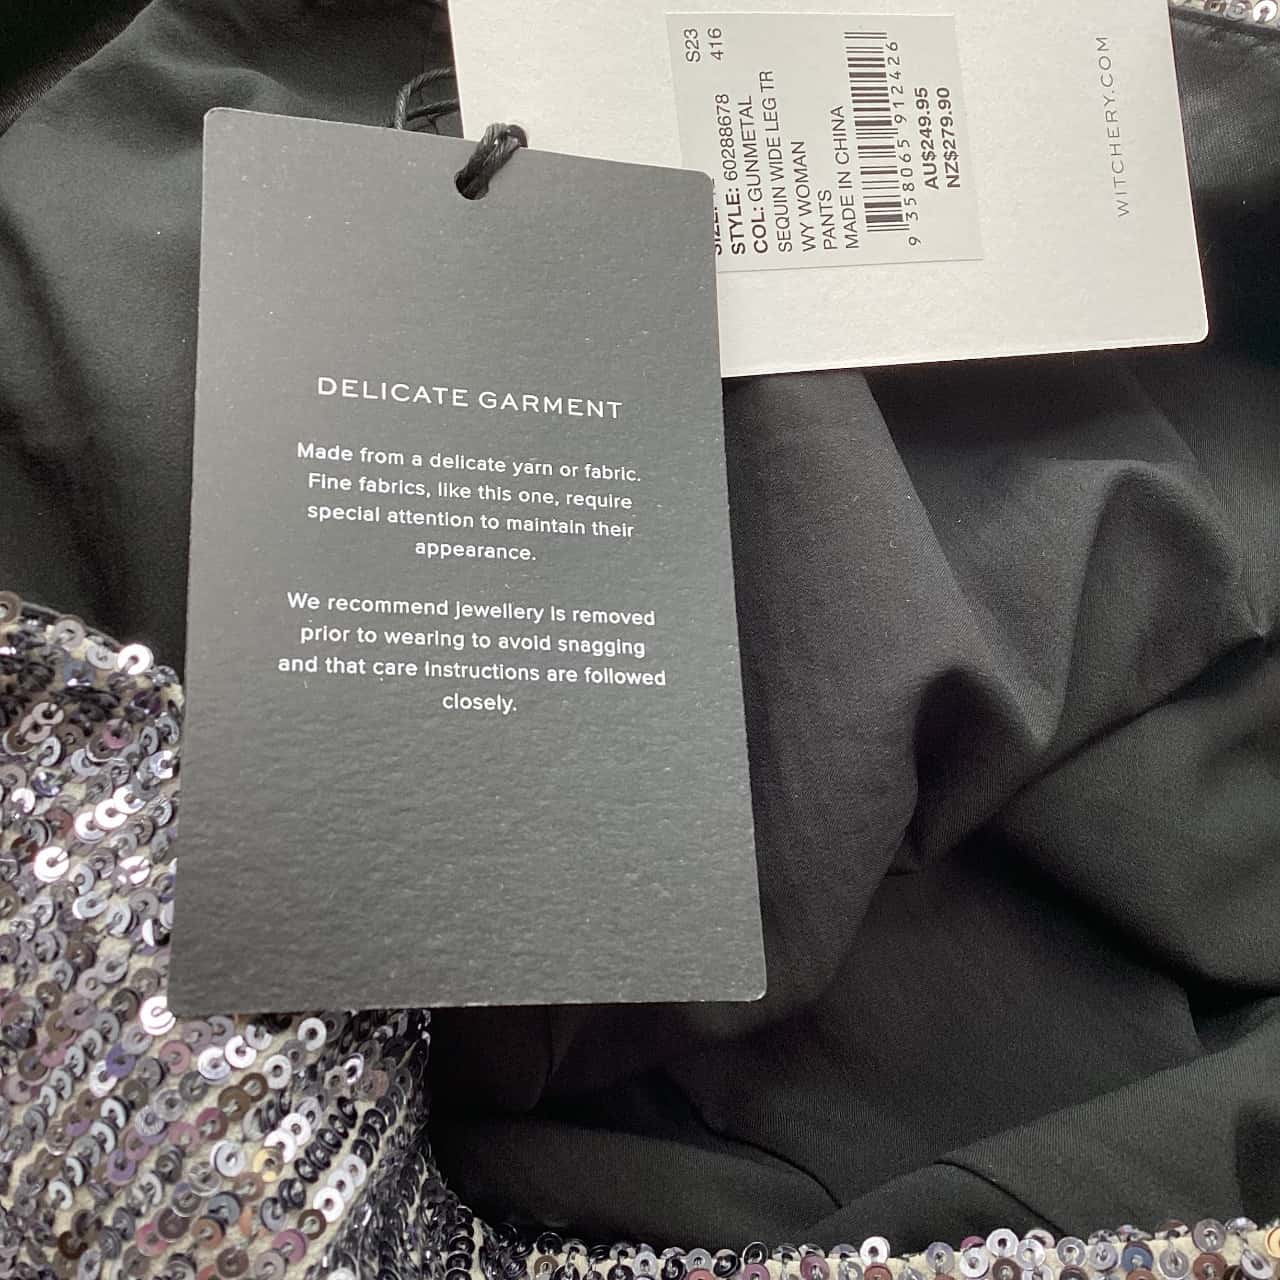 DELICATE GARMENT
Made from a delicate yarn or fabric.
Fine fabrics, like this one, require
special attention to maintain their
appearance.
We recommend jewellery is removed
prior to wearing to avoid snagging
and that care instructions are followed
closely.
S23
416
STYLE: 60288678
COL: GUNMETAL
SEQUIN WIDE LEG TR
WY WOMAN
PANTS
MADE IN CHINA
9 358065 912426
AU$249.95
NZ$279.90
WITCHERY.COM